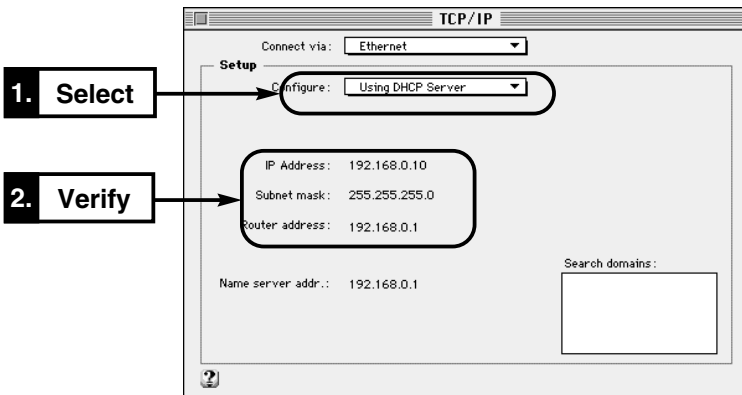 TCP/IP
Connect via: Ethernet
Setup
1. Select
Configure: Using DHCP Server
IP Address: 192.168.0.10
2. Verify
Subnet mask: 255.255.255.0
Router address: 192.168.0.1
Search domains:
Name server addr.: 192.168.0.1
?